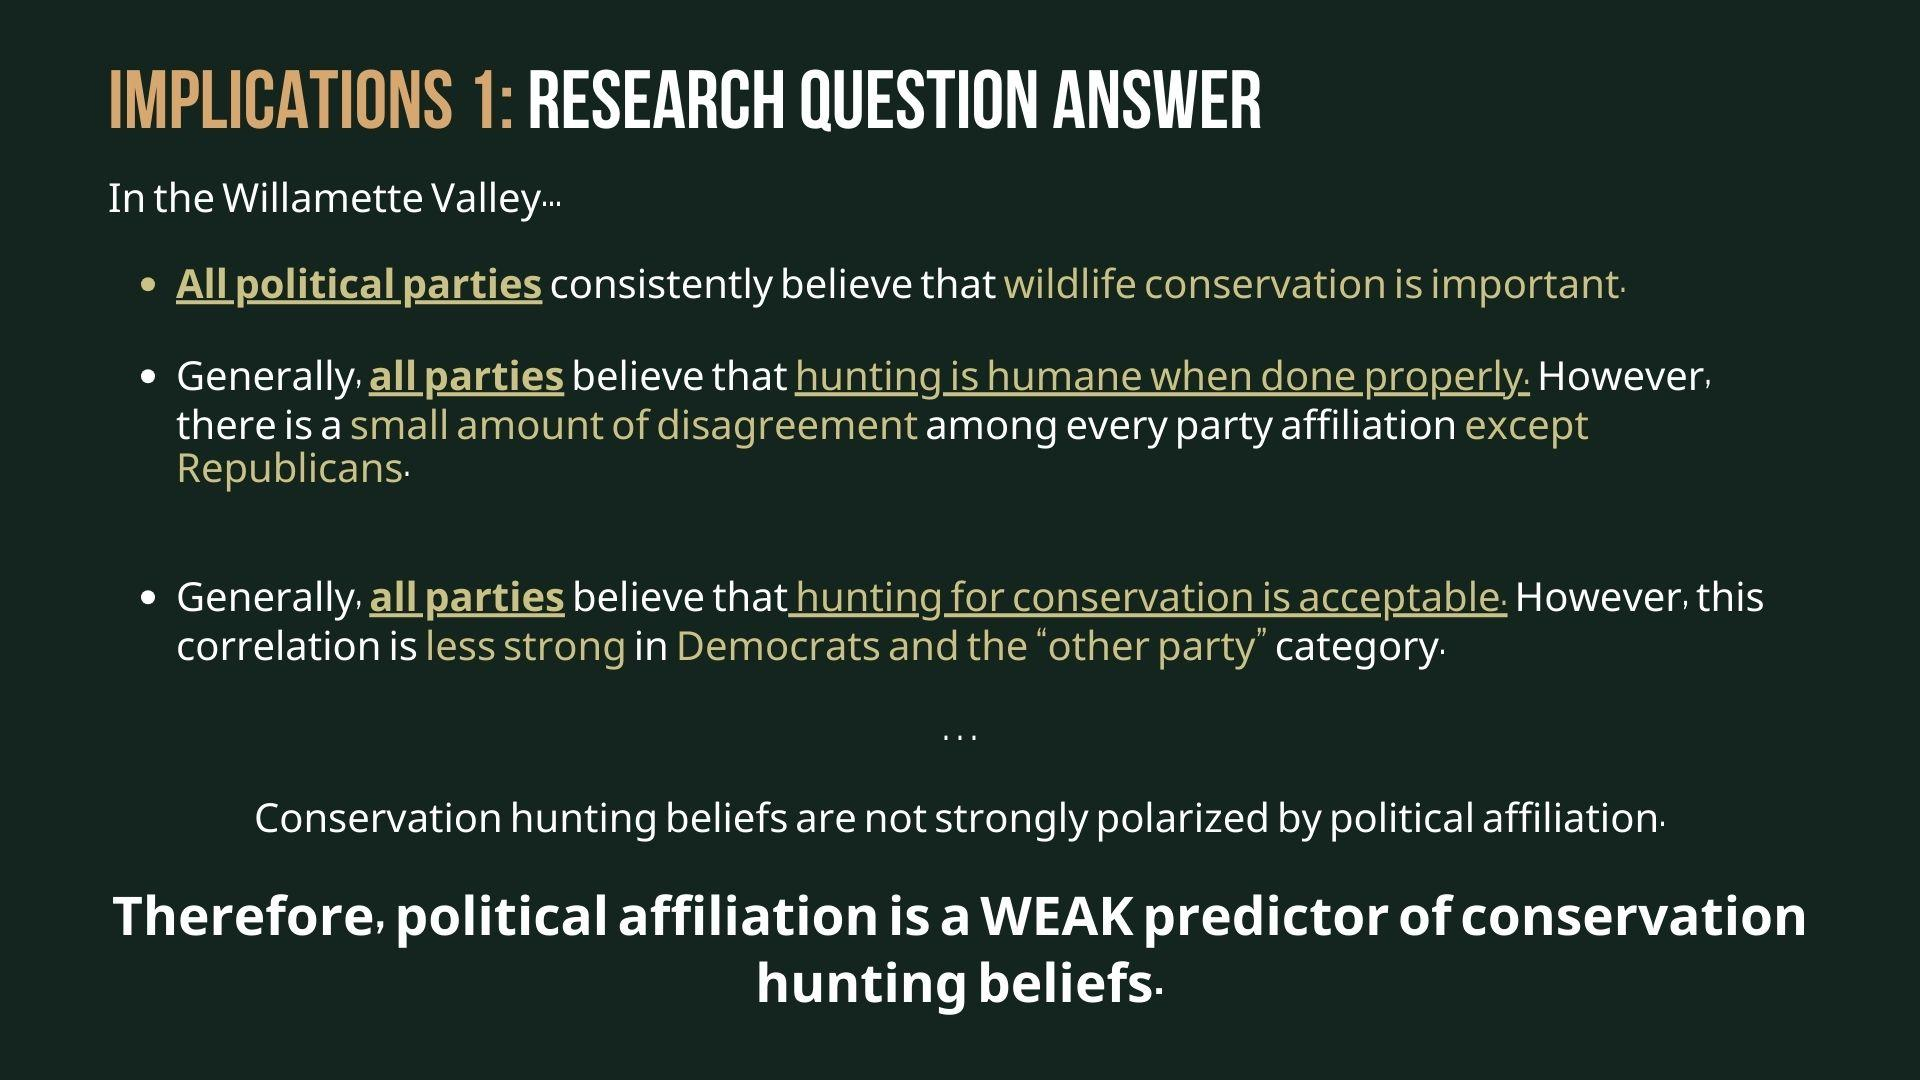 IMPLICATIONS 1: RESEARCH QUESTION ANSWER
In the Willamette Valley...
• All political parties consistently believe that wildlife conservation is important.
• Generally, all parties believe that hunting is humane when done properly. However,
there is a small amount of disagreement among every party affiliation except
Republicans.
• Generally, all parties believe that hunting for conservation is acceptable. However, this
correlation is less strong in Democrats and the “other party” category.
. . .
Conservation hunting beliefs are not strongly polarized by political affiliation.
Therefore, political affiliation is a WEAK predictor of conservation
hunting beliefs.